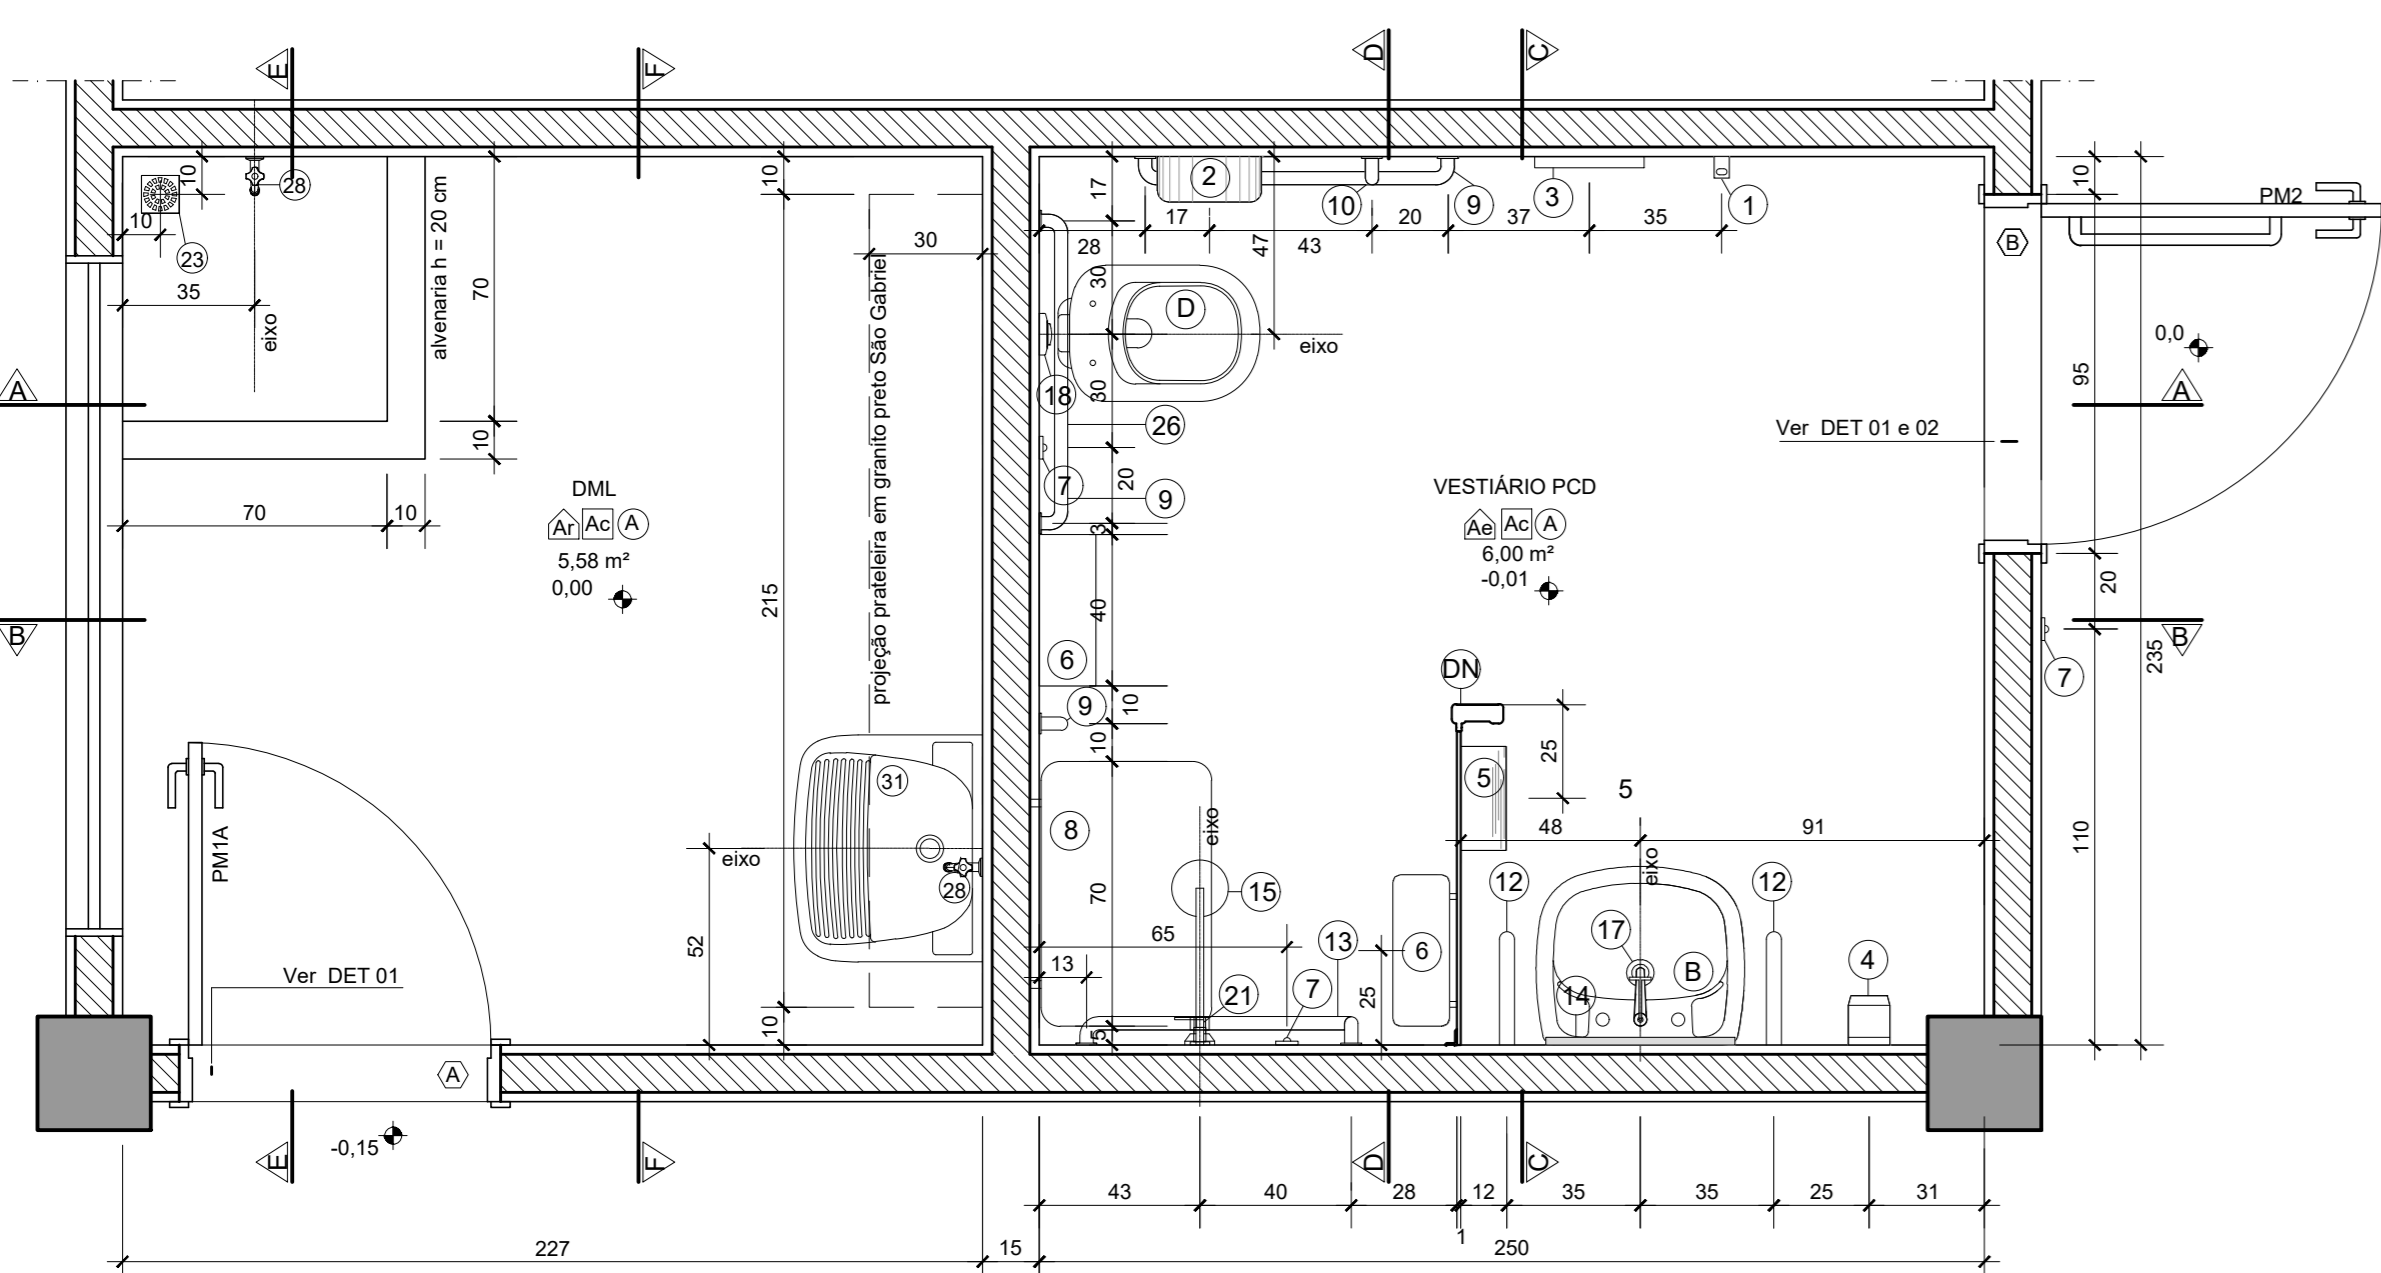 E
F
D
C
10
28
10
23
35
eixo
70
10
alvenaria h = 20 cm
70
10
A
B
DML
Ar
Ac
A
5,58 m²
0,00
10
30
215
projeção prateleira em granito preto São Gabriel
31
28
eixo
52
10
PM1A
Ver  DET 01
A
-0,15
E
F
227
15
17
2
10
9
3
1
28
17
43
20
37
35
47
30
D
eixo
18
30
26
7
20
9
3
40
6
9
10
10
8
eixo
70
15
65
13
13
21
7
25
6
5
VESTIÁRIO PCD
Ae
Ac
A
6,00 m²
-0,01
DN
5
25
5
48
91
eixo
12
12
17
14
B
4
Ver  DET 01 e 02
B
PM2
10
0,0
95
A
20
B
7
235
110
D
C
43
40
28
12
35
35
25
31
1
250